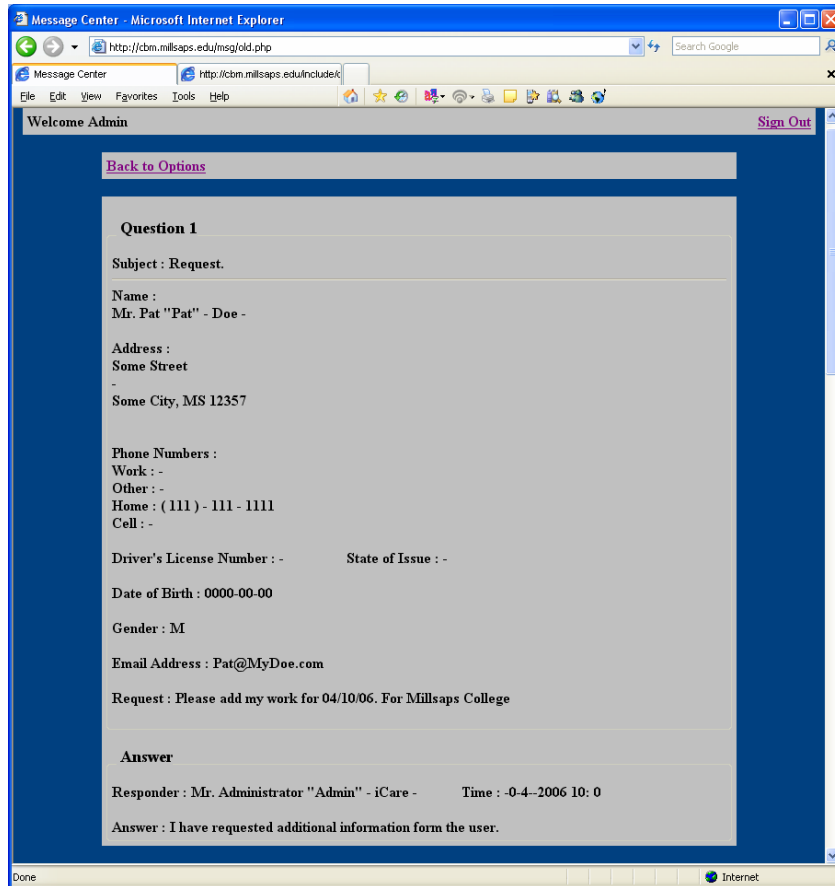 Message Center - Microsoft Internet Explorer
http://cbm.millsaps.edu/msg/old.php
Search Google
Message Center
http://cbm.millsaps.edu/include/c
File Edit View Favorites Tools Help
Welcome Admin
Sign Out
Back to Options
Question 1
Subject : Request.
Name :
Mr. Pat "Pat" - Doe -
Address :
Some Street
-
Some City, MS 12357
Phone Numbers :
Work : -
Other : -
Home : ( 111 ) - 111 - 1111
Cell : -
Driver's License Number : - State of Issue : -
Date of Birth : 0000-00-00
Gender : M
Email Address : Pat@MyDoe.com
Request : Please add my work for 04/10/06. For Millsaps College
Answer
Responder : Mr. Administrator "Admin" - iCare - Time : -0-4--2006 10: 0
Answer : I have requested additional information form the user.
Done
Internet